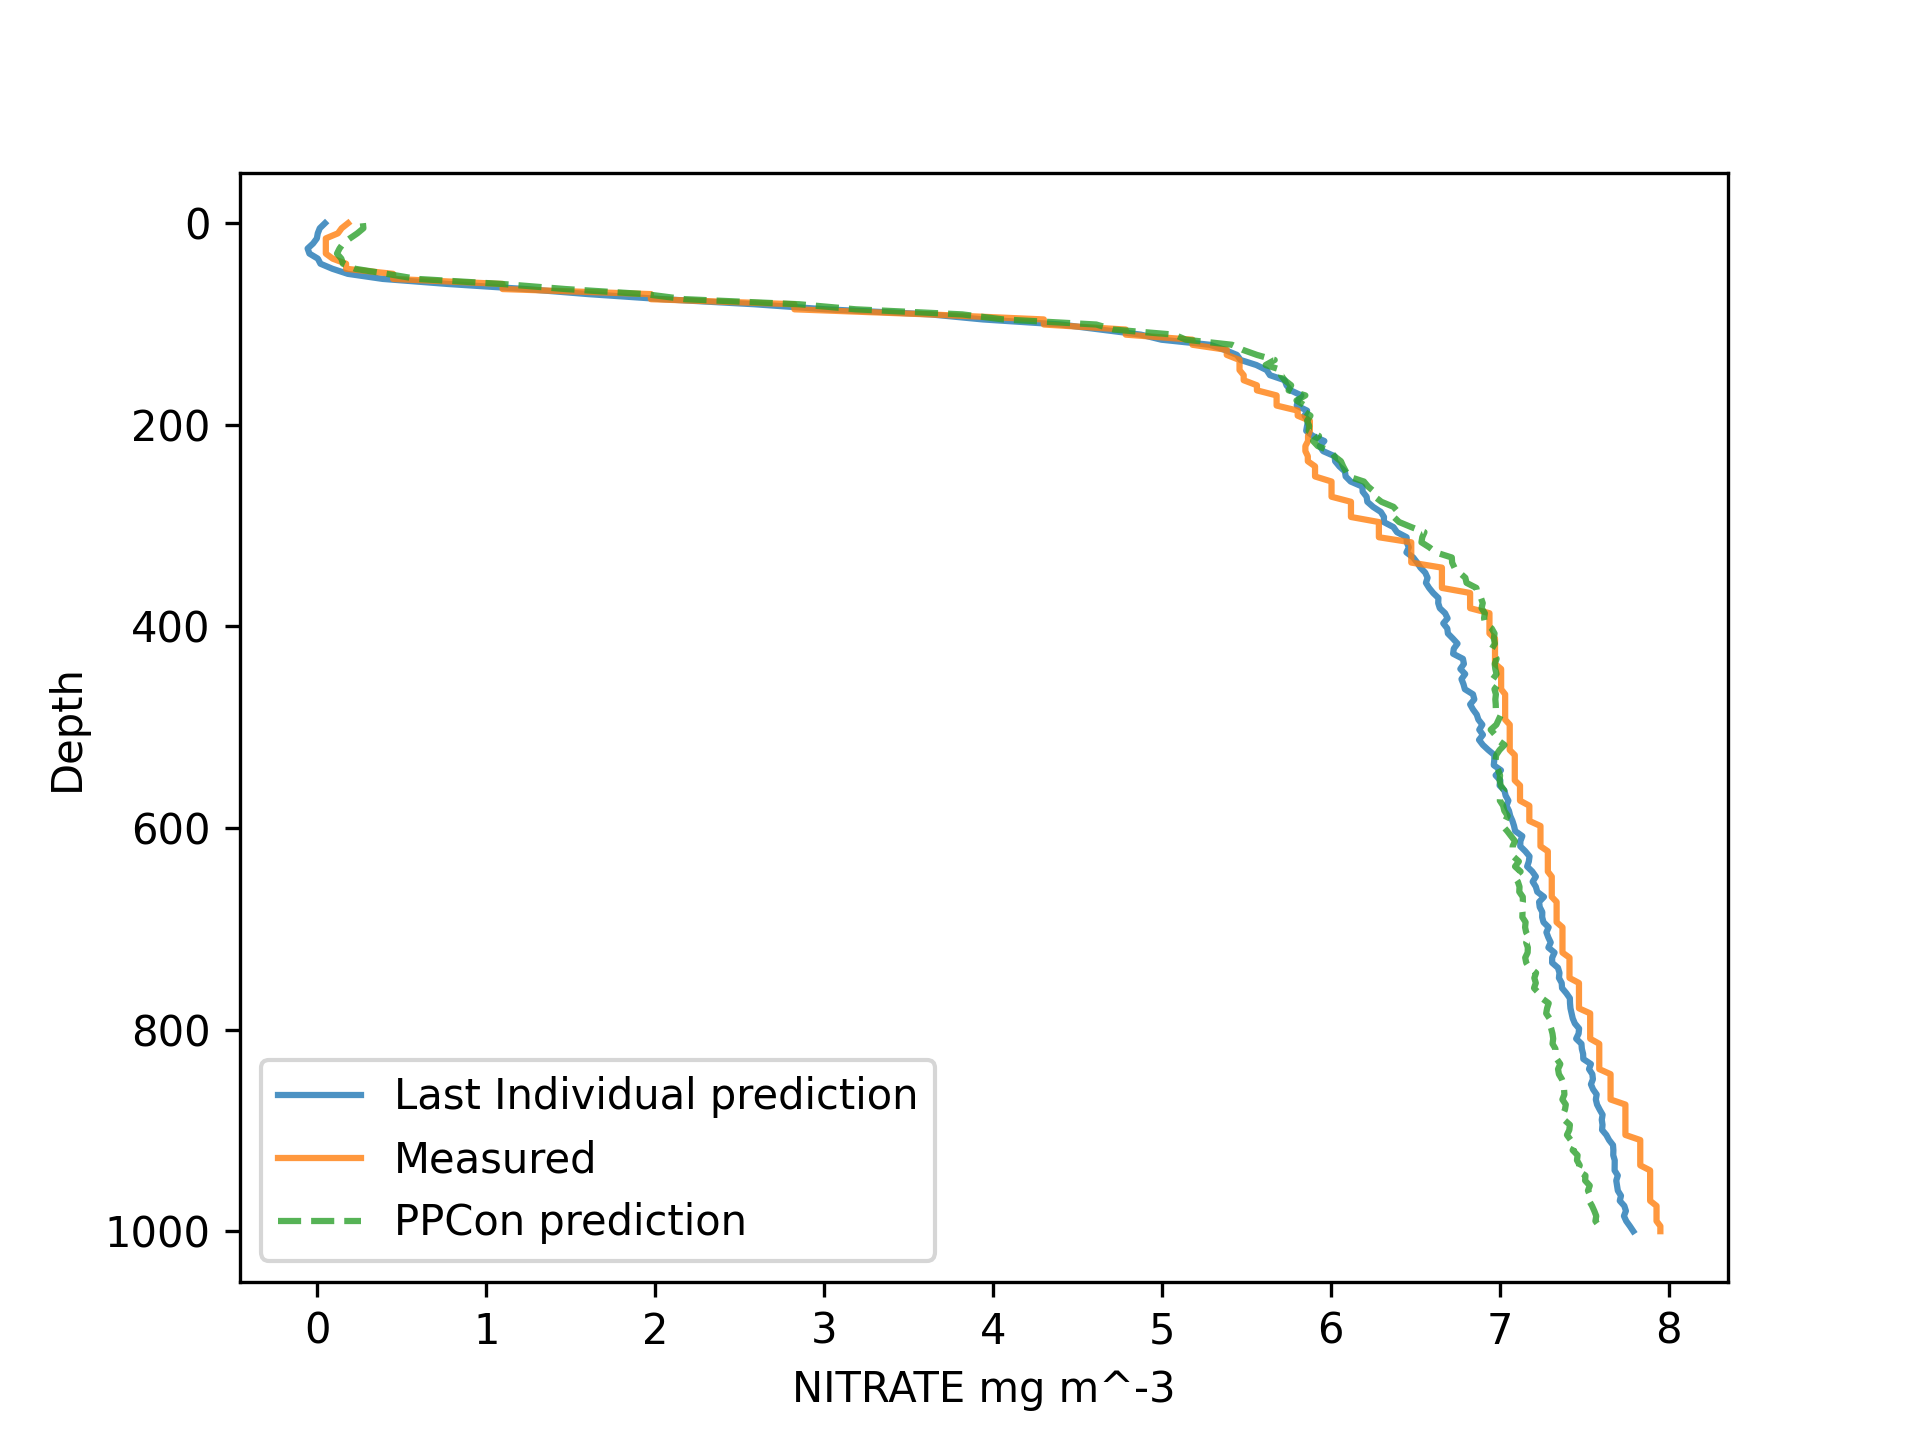 0
200
400
600
800
1000
Depth
Last Individual prediction
Measured
PPCon prediction
0 1 2 3 4 5 6 7 8
NITRATE mg m^-3